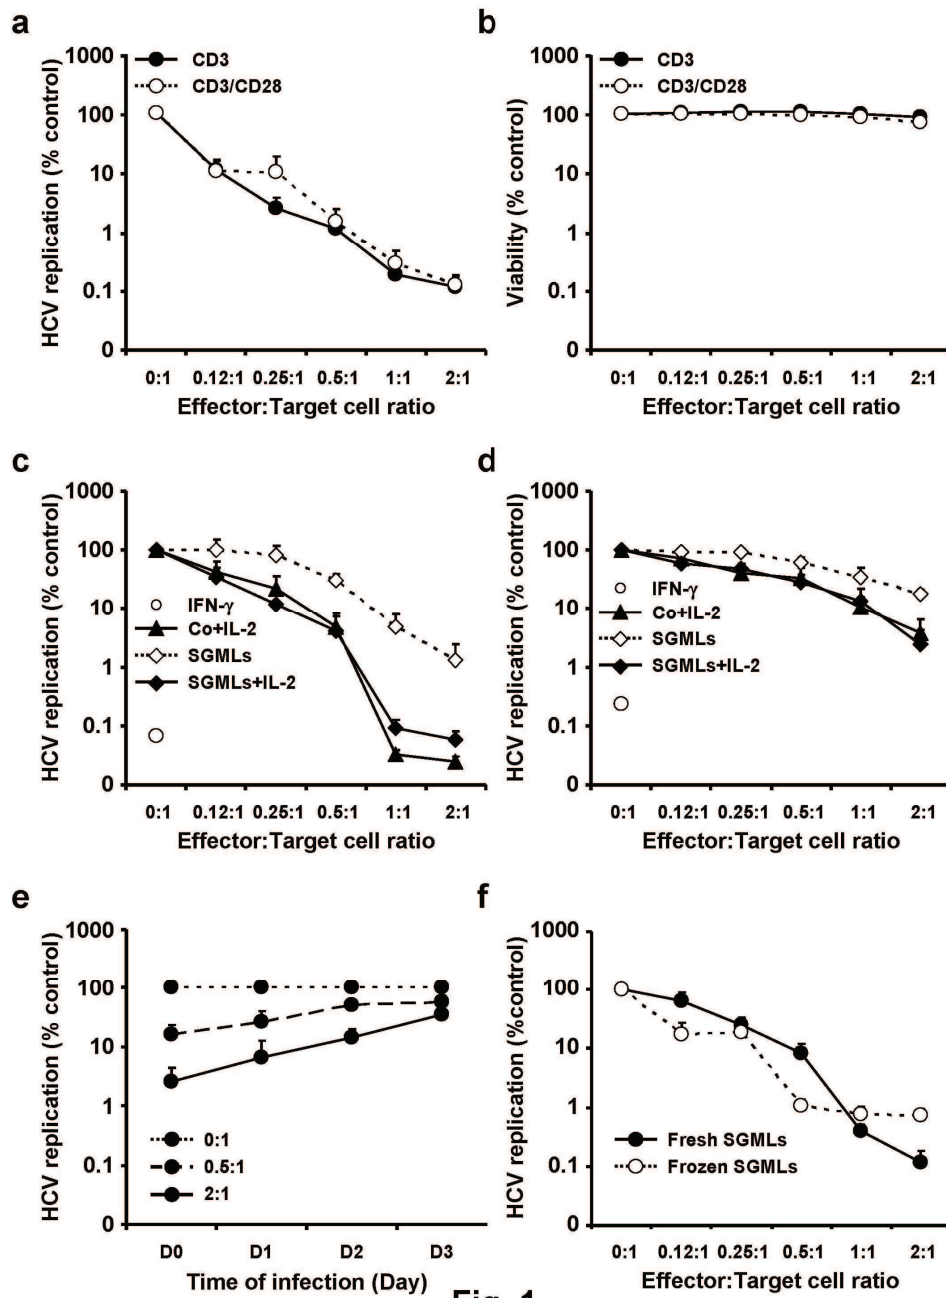 a
1000
100
10
1
0.1
0
HCV replication (% control)
CD3
CD3/CD28
0:1 0.12:1 0.25:1 0.5:1 1:1 2:1
Effector:Target cell ratio
b
1000
100
10
1
0.1
0
Viability (% control)
CD3
CD3/CD28
0:1 0.12:1 0.25:1 0.5:1 1:1 2:1
Effector:Target cell ratio
c
1000
100
10
1
0.1
0
HCV replication (% control)
IFN-γ
Co+IL-2
SGMLs
SGMLs+IL-2
0:1 0.12:1 0.25:1 0.5:1 1:1 2:1
Effector:Target cell ratio
d
1000
100
10
1
0.1
0
HCV replication (% control)
IFN-γ
Co+IL-2
SGMLs
SGMLs+IL-2
0:1 0.12:1 0.25:1 0.5:1 1:1 2:1
Effector:Target cell ratio
e
1000
100
10
1
0.1
0
HCV replication (% control)
0:1
0.5:1
2:1
D0 D1 D2 D3
Time of infection (Day)
f
1000
100
10
1
0.1
0
HCV replication (%control)
Fresh SGMLs
Frozen SGMLs
0:1 0.12:1 0.25:1 0.5:1 1:1 2:1
Effector:Target cell ratio